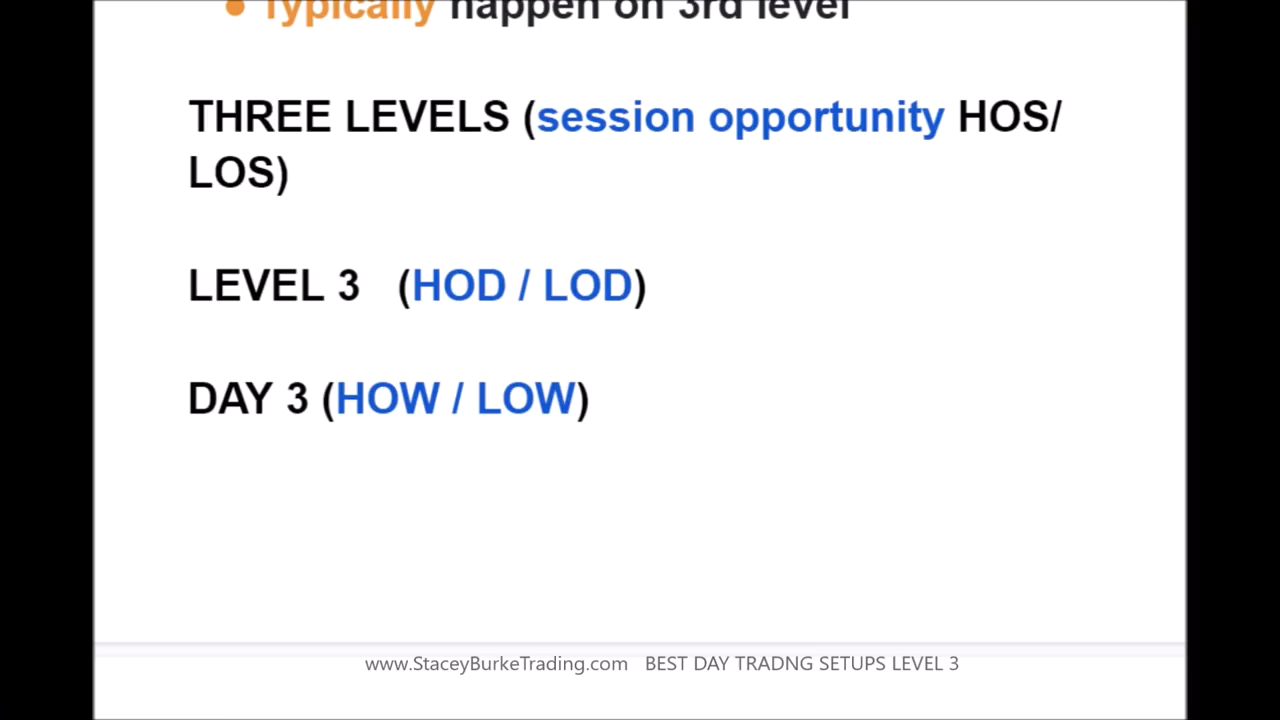 ● Typically happen on 3rd level
THREE LEVELS (session opportunity HOS/
LOS)
LEVEL 3 (HOD / LOD)
DAY 3 (HOW / LOW)
www.StaceyBurkeTrading.com BEST DAY TRADNG SETUPS LEVEL 3